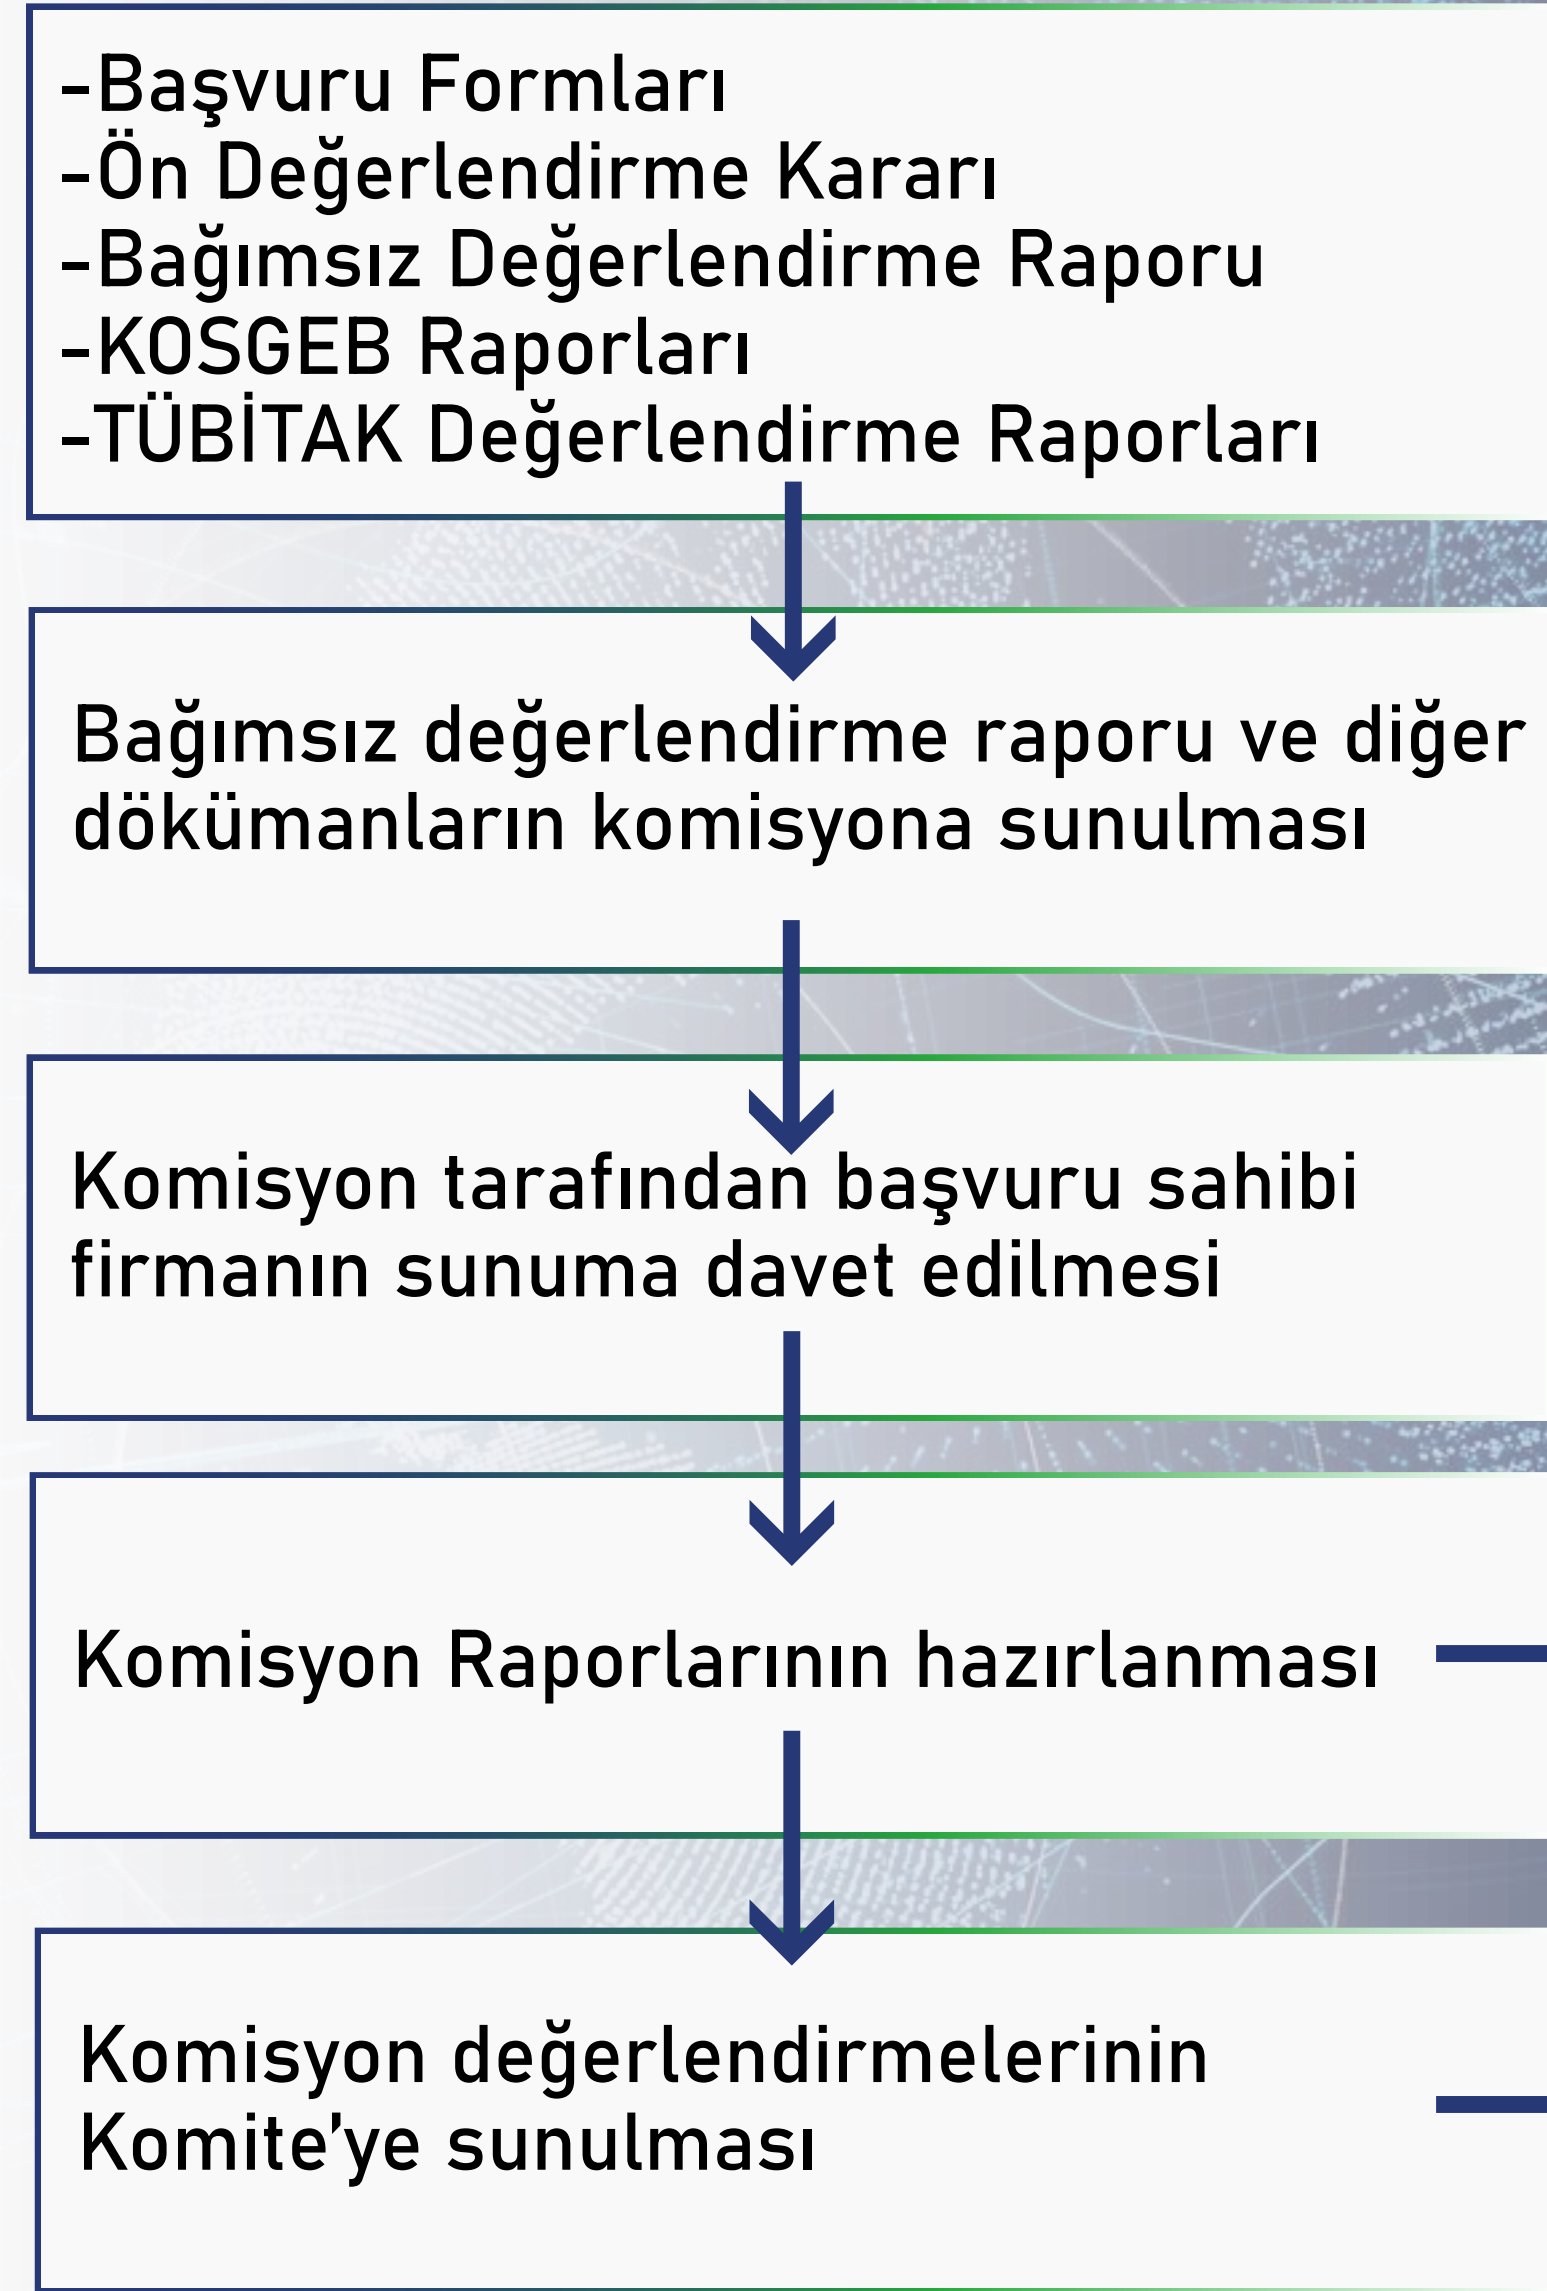 -Başvuru Formları
-Ön Değerlendirme Kararı
-Bağımsız Değerlendirme Raporu
-KOSGEB Raporları
-TÜBİTAK Değerlendirme Raporları
Bağımsız değerlendirme raporu ve diğer
dökümanların komisyona sunulması
Komisyon tarafından başvuru sahibi
firmanın sunuma davet edilmesi
Komisyon Raporlarının hazırlanması
Komisyon değerlendirmelerinin
Komite'ye sunulması